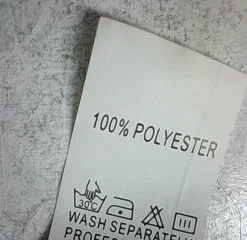 100% POLYESTER
30°C
WASH SEPARATELY